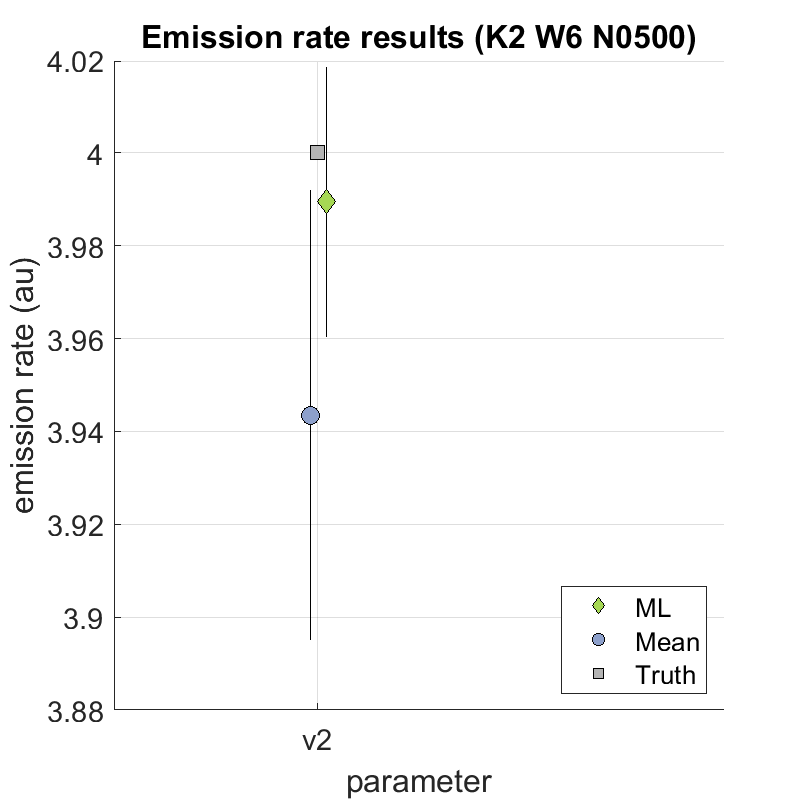 Emission rate results (K2 W6 N0500)
4.02
4
3.98
3.96
3.94
3.92
3.9
3.88
emission rate (au)
v2
parameter
ML
Mean
Truth